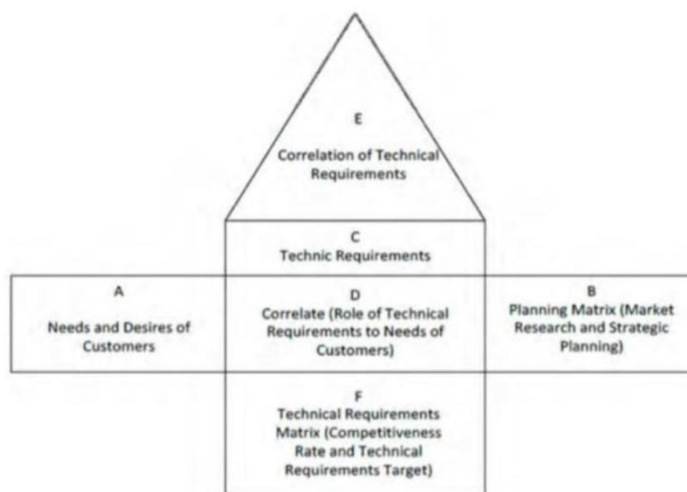 E
Correlation of Technical
Requirements
C
Technic Requirements
A
Needs and Desires of
Customers
D
Correlate (Role of Technical
Requirements to Needs of
Customers)
B
Planning Matrix (Market
Research and Strategic
Planning)
F
Technical Requirements
Matrix (Competitiveness
Rate and Technical
Requirements Target)